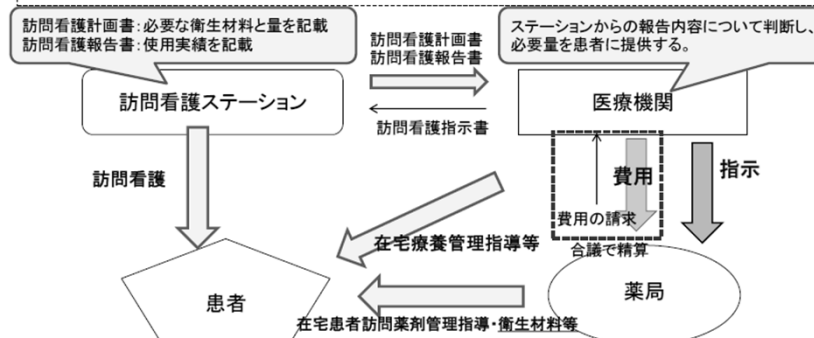 訪問看護計画書：必要な衛生材料と量を記載
訪問看護報告書：使用実績を記載
ステーションからの報告内容について判断し、
必要量を患者に提供する。
訪問看護計画書
訪問看護報告書
訪問看護ステーション
医療機関
訪問看護指示書
訪問看護
費用
指示
費用の請求
在宅療養管理指導等
合議で精算
患者
薬局
在宅患者訪問薬剤管理指導・衛生材料等